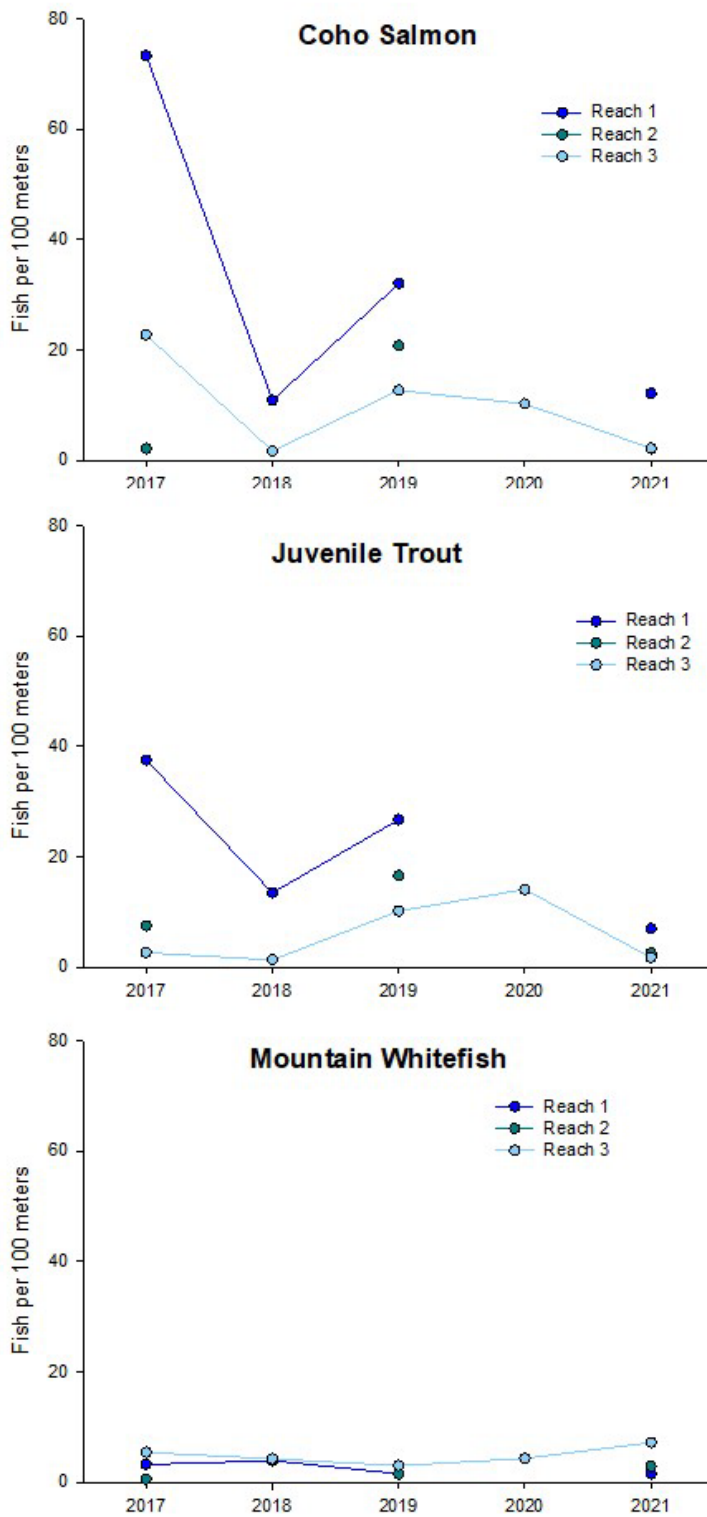 Coho Salmon
Reach 1
Reach 2
Reach 3
Fish per 100 meters
80
60
40
20
0
2017 2018 2019 2020 2021
Juvenile Trout
Reach 1
Reach 2
Reach 3
Fish per 100 meters
80
60
40
20
0
2017 2018 2019 2020 2021
Mountain Whitefish
Reach 1
Reach 2
Reach 3
Fish per 100 meters
80
60
40
20
0
2017 2018 2019 2020 2021